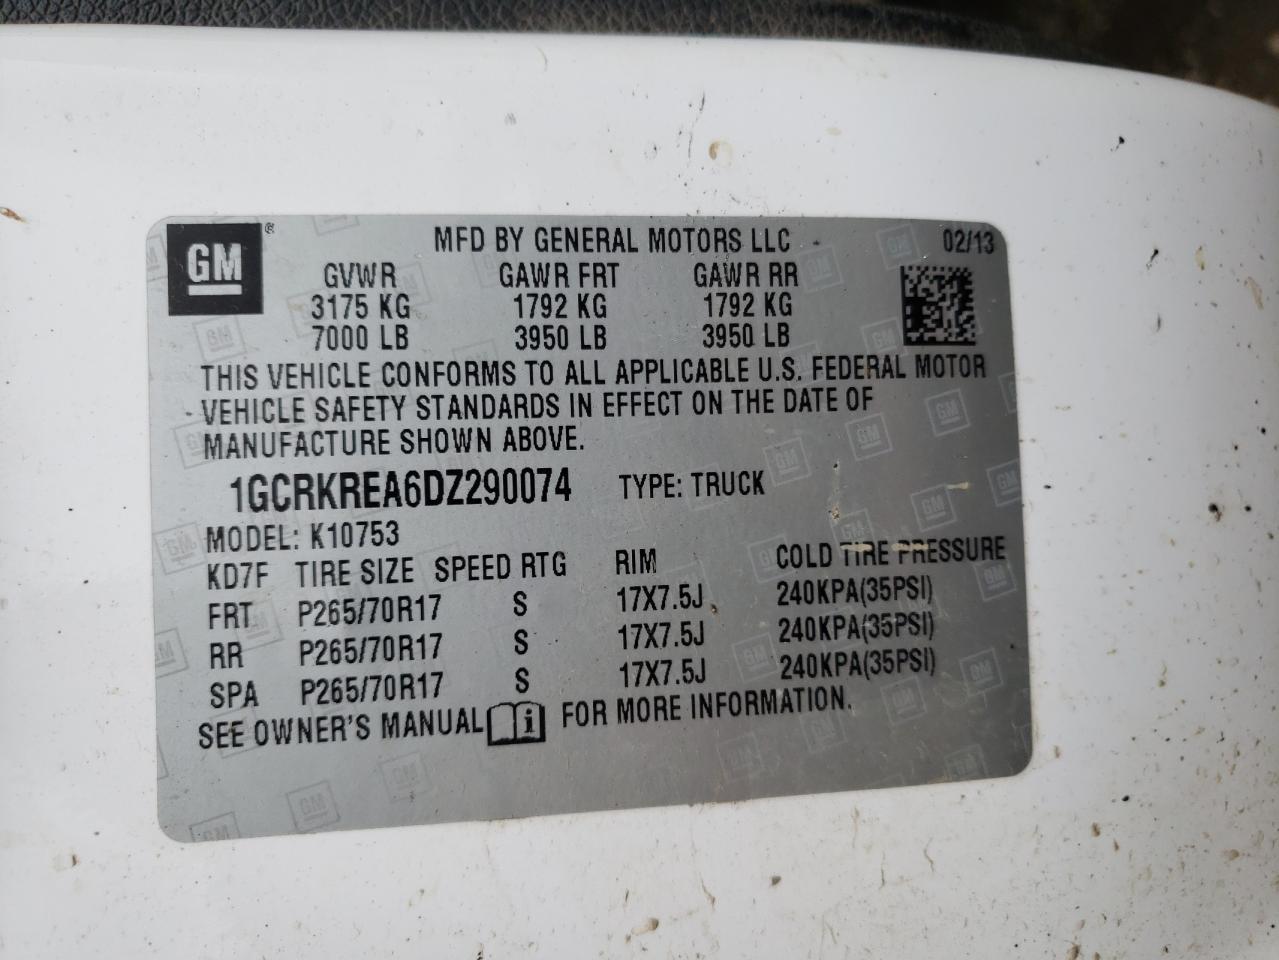 GM ®
MFD BY GENERAL MOTORS LLC 02/13
GVWR GAWR FRT GAWR RR
3175 KG 1792 KG 1792 KG
7000 LB 3950 LB 3950 LB
THIS VEHICLE CONFORMS TO ALL APPLICABLE U.S. FEDERAL MOTOR
VEHICLE SAFETY STANDARDS IN EFFECT ON THE DATE OF
MANUFACTURE SHOWN ABOVE.
1GCRKREA6DZ290074 TYPE: TRUCK
MODEL: K10753
KD7F TIRE SIZE SPEED RTG RIM COLD TIRE PRESSURE
FRT P265/70R17 S 17X7.5J 240KPA(35PSI)
RR P265/70R17 S 17X7.5J 240KPA(35PSI)
SPA P265/70R17 S 17X7.5J 240KPA(35PSI)
SEE OWNER'S MANUAL i FOR MORE INFORMATION.